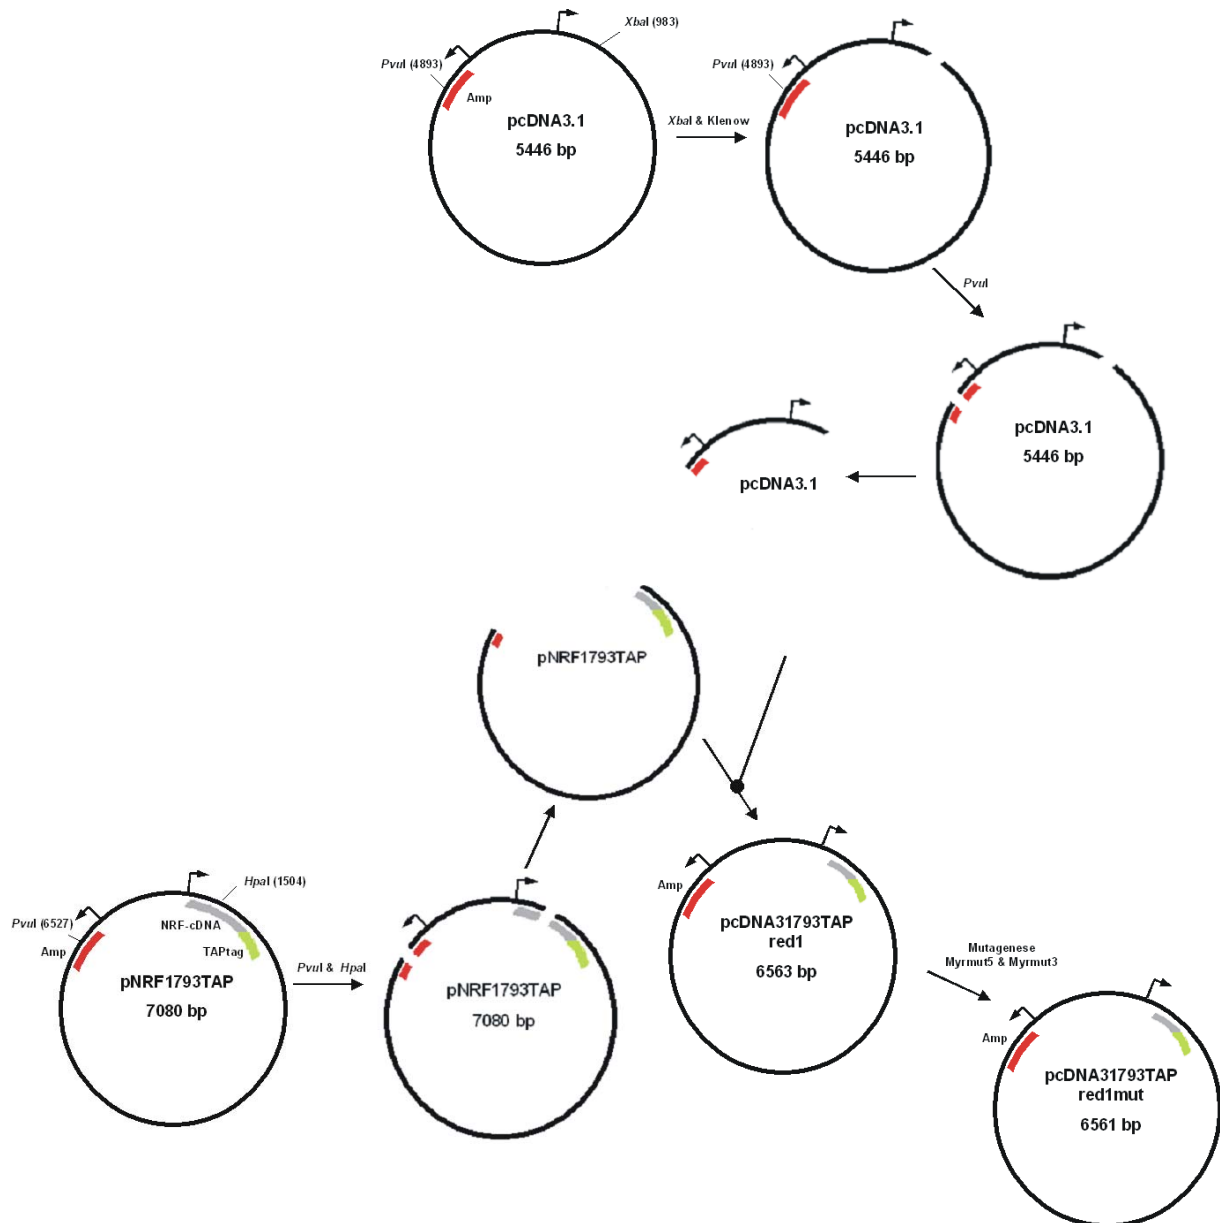 XbaI (983)
PvuI (4893)
Amp
pcDNA3.1
5446 bp
XbaI & Klenow
PvuI (4893)
pcDNA3.1
5446 bp
PvuI
pcDNA3.1
5446 bp
pcDNA3.1
pNRF1793TAP
HpaI (1504)
PvuI (6527)
NRF-cDNA
Amp
TAPtag
pNRF1793TAP
7080 bp
PvuI & HpaI
pNRF1793TAP
7080 bp
Amp
pcDNA31793TAP
red1
6563 bp
Mutagenese
Myrmut5 & Myrmut3
Amp
pcDNA31793TAP
red1mut
6561 bp